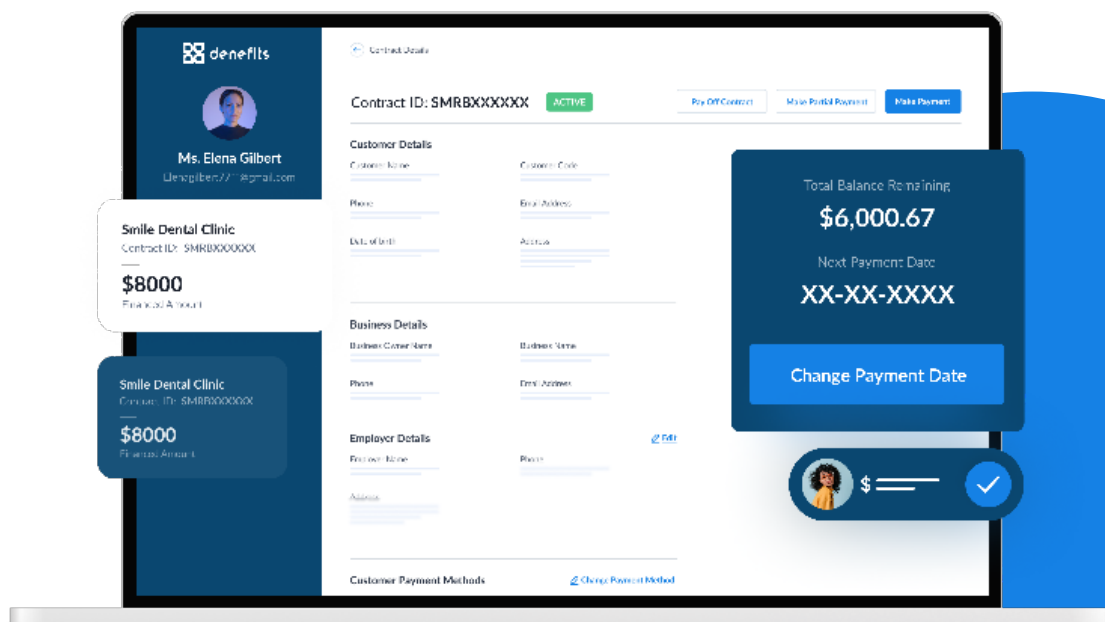 denefits
Ms. Elena Gilbert
Smile Dental Clinic
Contract ID: SMRBXXXXXX
$8000
Financed Amount
Smile Dental Clinic
Contract ID: SMRBXXXXXX
$8000
Financed Amount
Contract Details
Contract ID: SMRBXXXXXX ACTIVE
Pay Off Contract Make Partial Payment Make Payment
Customer Details
Customer Name Customer Code
Phone Email Address
Date of birth Address
Business Details
Business Owner Name Business Name
Phone Email Address
Employer Details Edit
Employer Name Phone
Address
Customer Payment Methods Change Payment Method
Total Balance Remaining
$6,000.67
Next Payment Date
XX-XX-XXXX
Change Payment Date
$